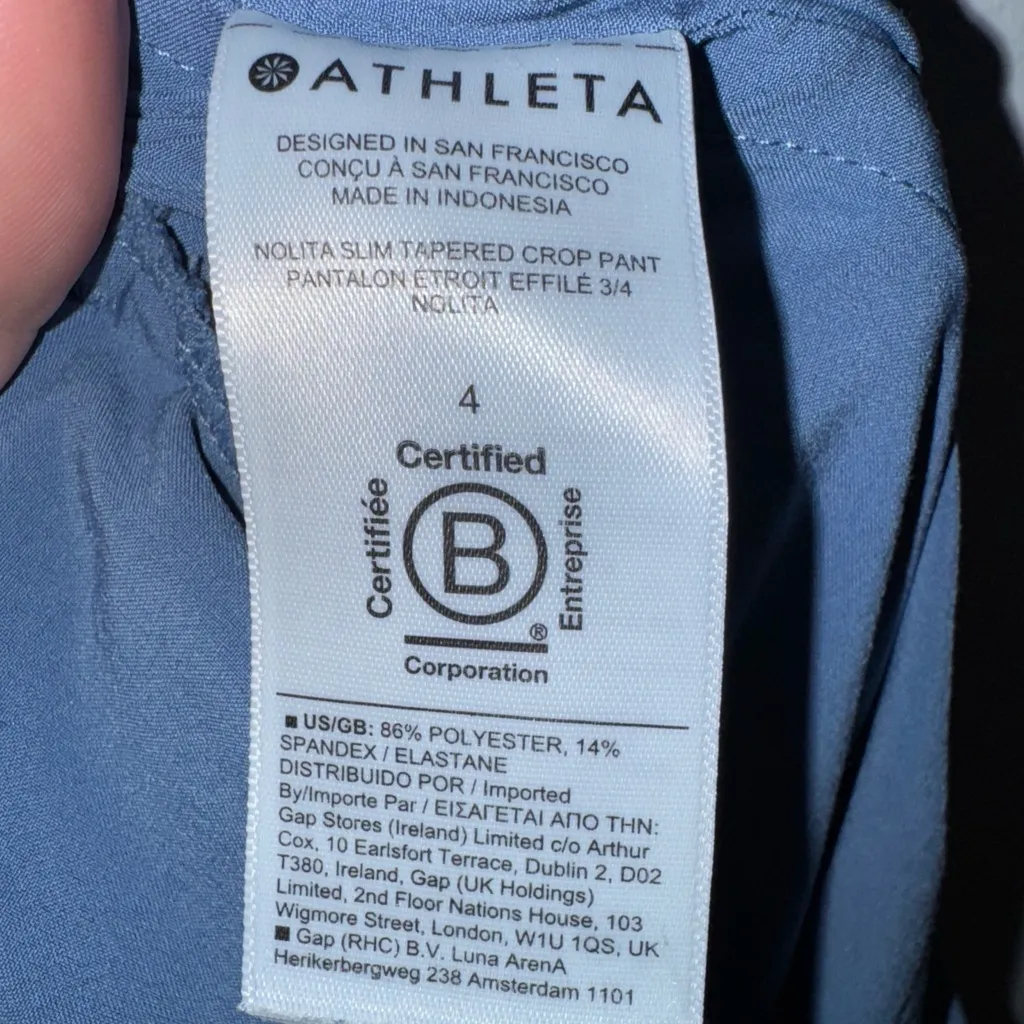 ATHLETA
DESIGNED IN SAN FRANCISCO
CONÇU À SAN FRANCISCO
MADE IN INDONESIA
NOLITA SLIM TAPERED CROP PANT
PANTALON ETROIT EFFILÉ 3/4
NOLITA
4
Certified
Certifiée
B
Entreprise
®
Corporation
US/GB: 86% POLYESTER, 14%
SPANDEX / ELASTANE
DISTRIBUIDO POR / Imported
By/Importe Par / ΕΙΣΑΓΕΤΑΙ ΑΠΟ ΤΗΝ:
Gap Stores (Ireland) Limited c/o Arthur
Cox, 10 Earlsfort Terrace, Dublin 2, D02
T380, Ireland, Gap (UK Holdings)
Limited, 2nd Floor Nations House, 103
Wigmore Street, London, W1U 1QS, UK
Gap (RHC) B.V. Luna ArenA
Herikerbergweg 238 Amsterdam 1101